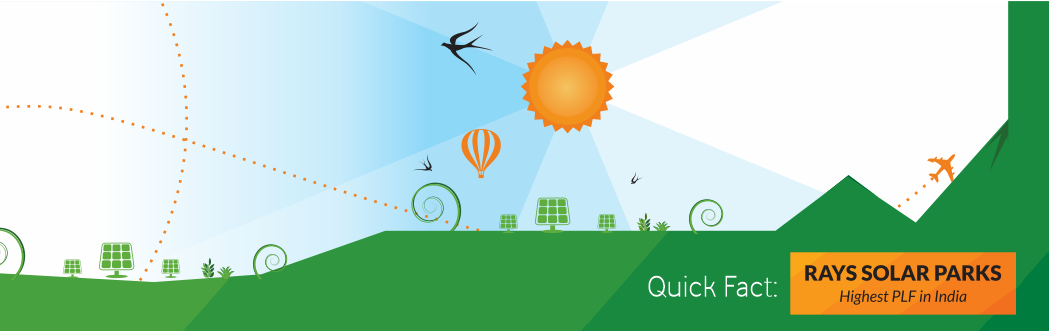 Quick Fact:
RAYS SOLAR PARKS
Highest PLF in India